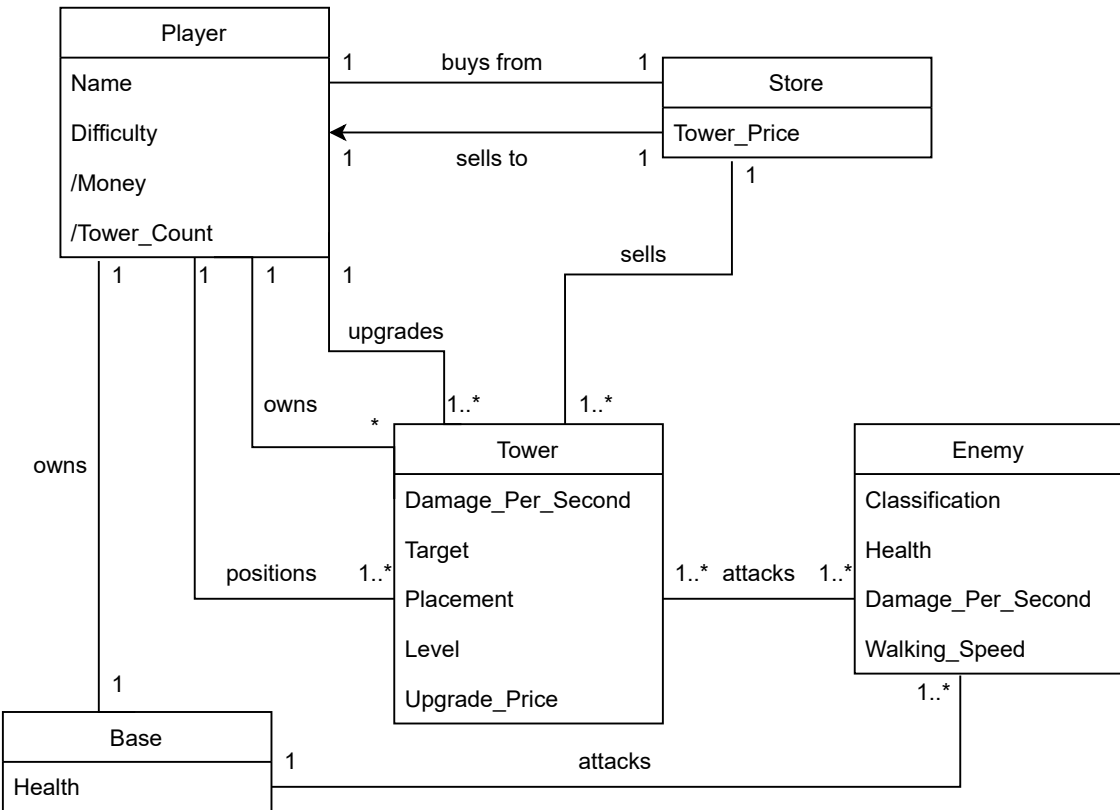 Player
Name
Difficulty
/Money
/Tower_Count
1 buys from 1
1 sells to 1
Store
Tower_Price
1
sells
1 1 1 1
upgrades
owns
*
1..*
1..*
owns
positions
1..*
1
Tower
Damage_Per_Second
Target
Placement
Level
Upgrade_Price
1..* attacks 1..*
Enemy
Classification
Health
Damage_Per_Second
Walking_Speed
1..*
Base
Health
1
attacks